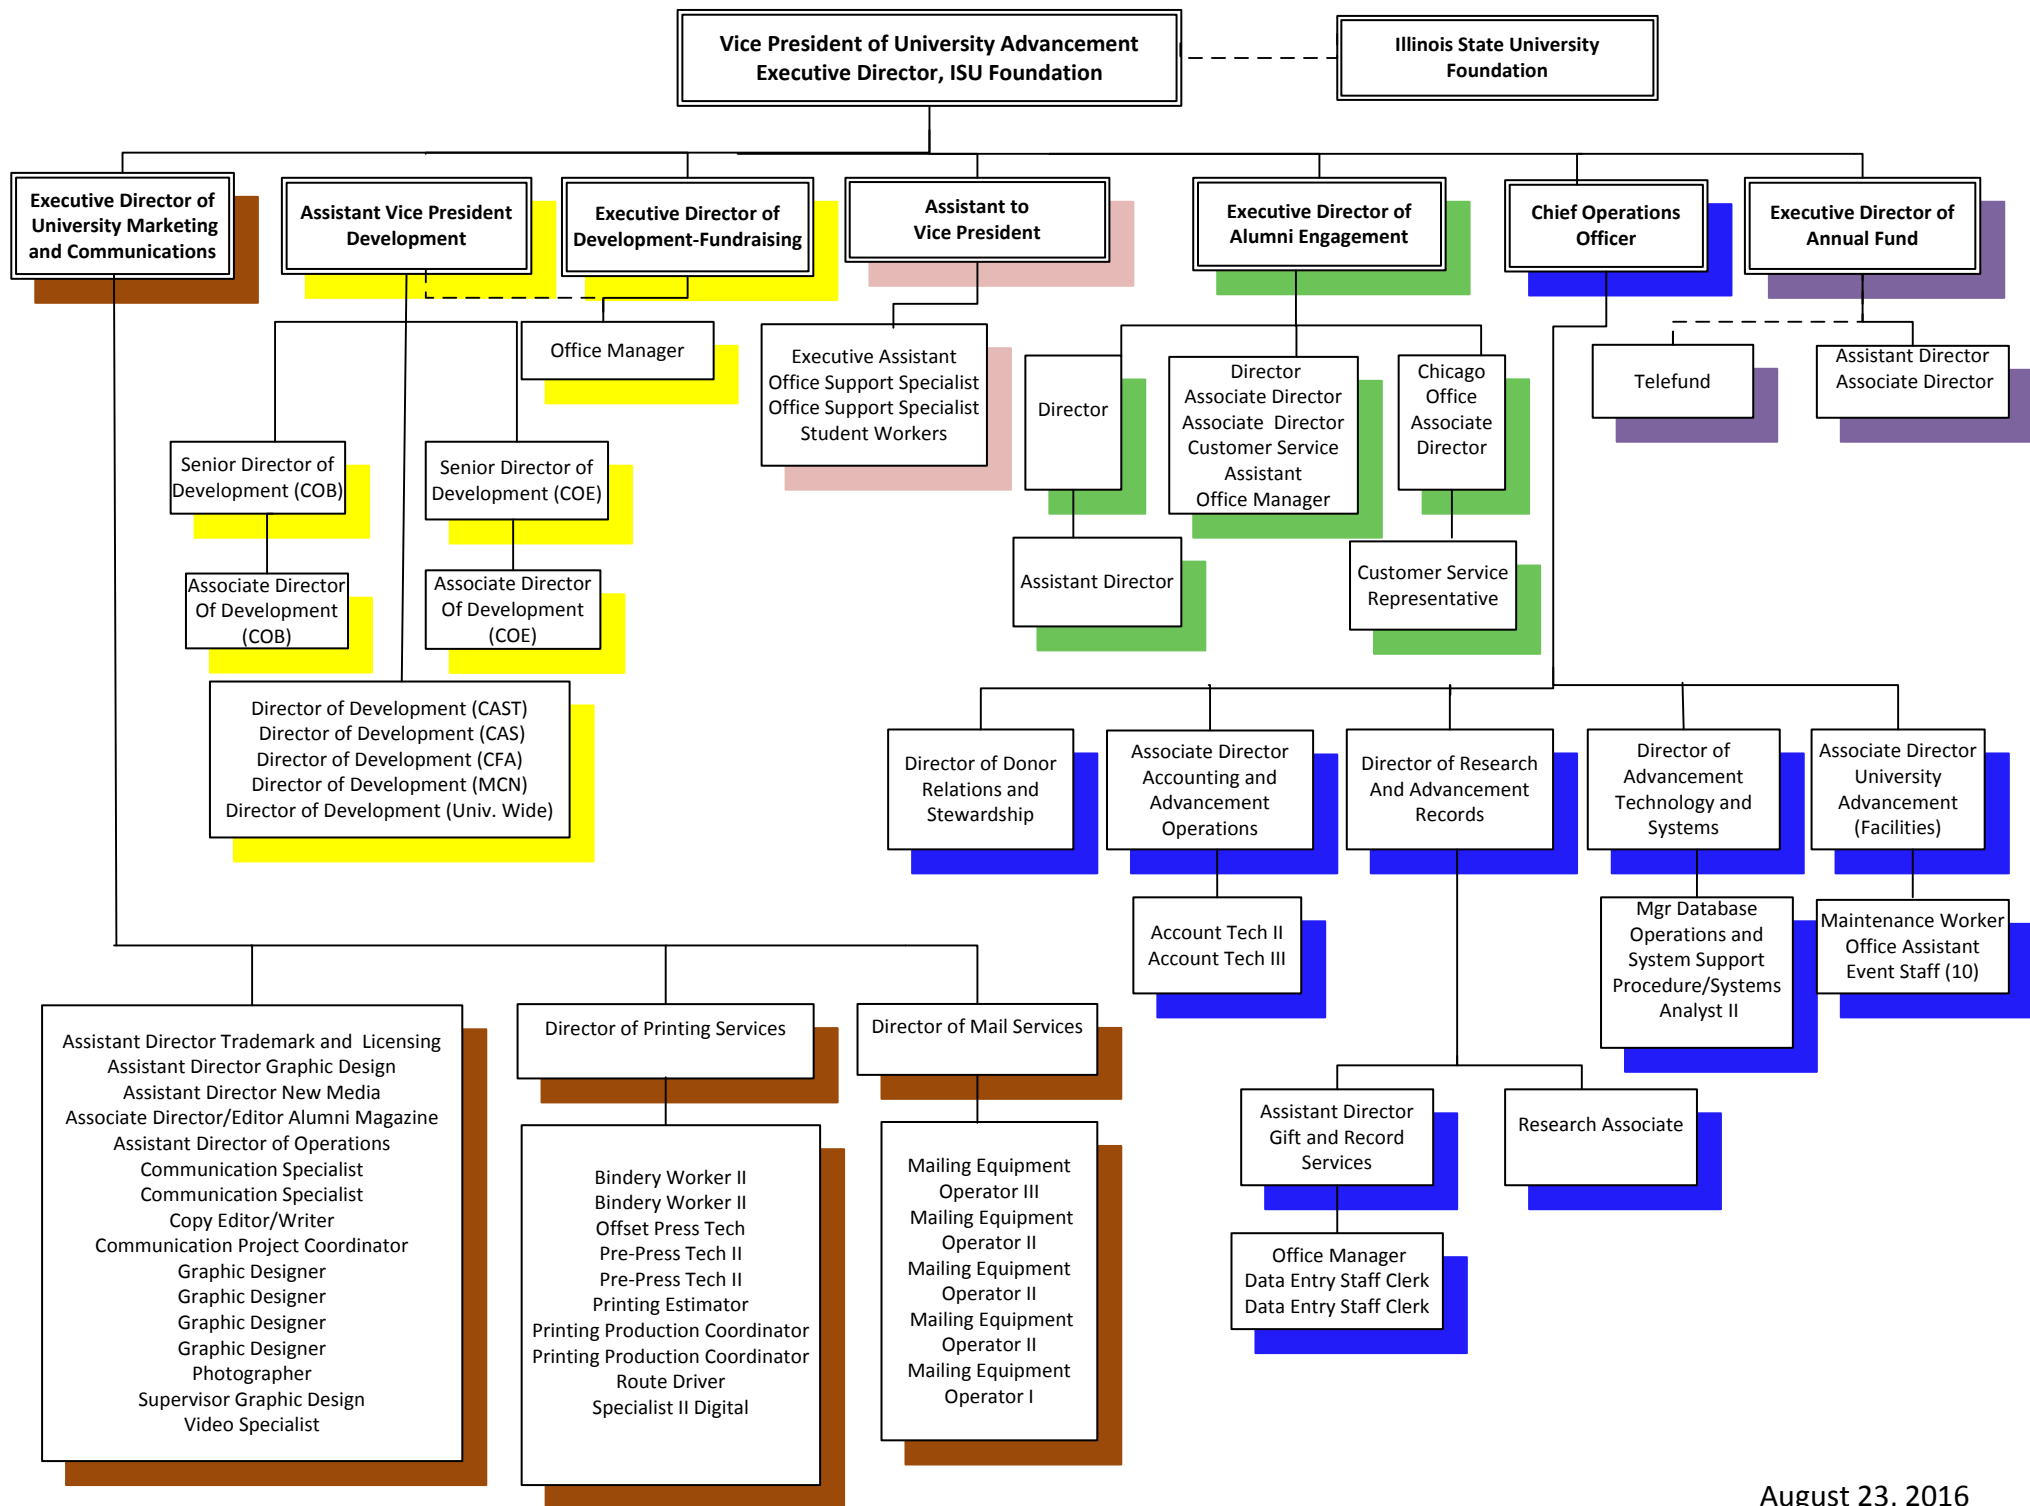 Vice President of University Advancement
Executive Director, ISU Foundation
Illinois State University
Foundation
Executive Director of
University Marketing
and Communications
Assistant Vice President
Development
Executive Director of
Development-Fundraising
Assistant to
Vice President
Executive Director of
Alumni Engagement
Chief Operations
Officer
Executive Director of
Annual Fund
Office Manager
Executive Assistant
Office Support Specialist
Office Support Specialist
Student Workers
Director
Director
Associate Director
Associate  Director
Customer Service
Assistant
Office Manager
Chicago
Office
Associate
Director
Telefund
Assistant Director
Associate Director
Senior Director of
Development (COB)
Senior Director of
Development (COE)
Associate Director
Of Development
(COB)
Associate Director
Of Development
(COE)
Assistant Director
Customer Service
Representative
Director of Development (CAST)
Director of Development (CAS)
Director of Development (CFA)
Director of Development (MCN)
Director of Development (Univ. Wide)
Director of Donor
Relations and
Stewardship
Associate Director
Accounting and
Advancement
Operations
Director of Research
And Advancement
Records
Director of
Advancement
Technology and
Systems
Associate Director
University
Advancement
(Facilities)
Account Tech II
Account Tech III
Mgr Database
Operations and
System Support
Procedure/Systems
Analyst II
Maintenance Worker
Office Assistant
Event Staff (10)
Assistant Director Trademark and  Licensing
Assistant Director Graphic Design
Assistant Director New Media
Associate Director/Editor Alumni Magazine
Assistant Director of Operations
Communication Specialist
Communication Specialist
Copy Editor/Writer
Communication Project Coordinator
Graphic Designer
Graphic Designer
Graphic Designer
Graphic Designer
Photographer
Supervisor Graphic Design
Video Specialist
Director of Printing Services
Director of Mail Services
Bindery Worker II
Bindery Worker II
Offset Press Tech
Pre-Press Tech II
Pre-Press Tech II
Printing Estimator
Printing Production Coordinator
Printing Production Coordinator
Route Driver
Specialist II Digital
Mailing Equipment
Operator III
Mailing Equipment
Operator II
Mailing Equipment
Operator II
Mailing Equipment
Operator II
Mailing Equipment
Operator I
Assistant Director
Gift and Record
Services
Research Associate
Office Manager
Data Entry Staff Clerk
Data Entry Staff Clerk
August 23, 2016